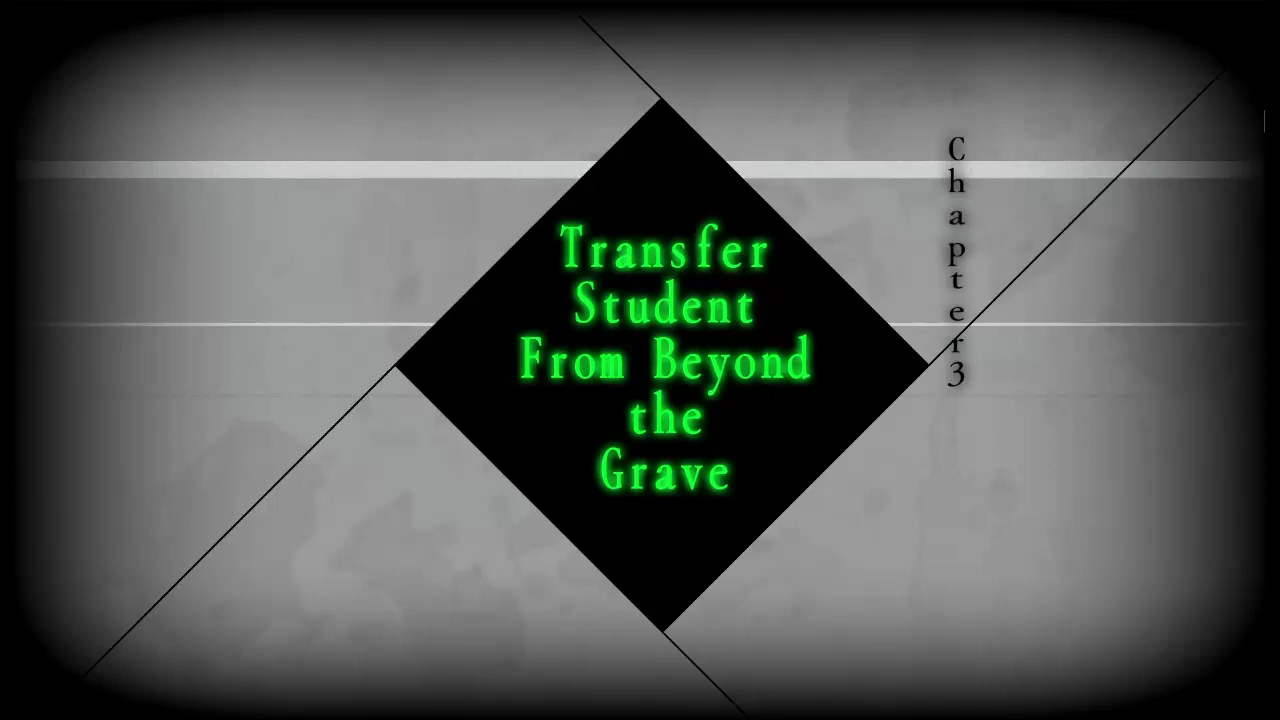 Transfer
Student
From Beyond
the
Grave
Chapter3